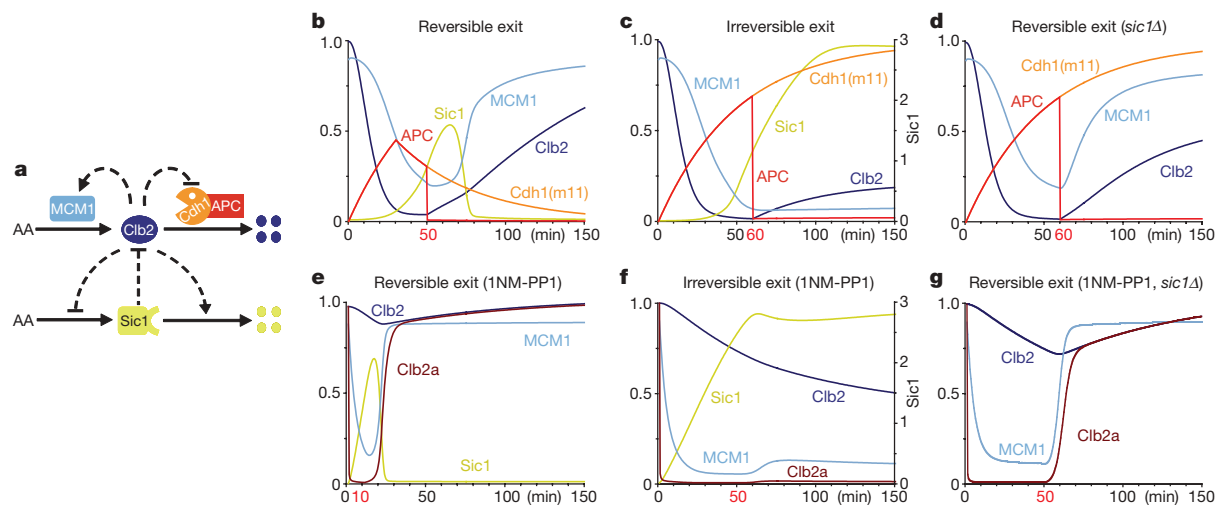 a
MCM1
Cdh1
APC
AA
Clb2
AA
Sic1
b Reversible exit
1.0
0.5
0
Sic1
MCM1
APC
Clb2
Cdh1(m11)
0 50 100 (min) 150
c Irreversible exit
1.0
0.5
0
3
2
1
0
Sic1
MCM1
Cdh1(m11)
Sic1
APC
Clb2
0 60 100 (min) 150
d Reversible exit (sic1Δ)
1.0
0.5
0
Cdh1(m11)
APC
MCM1
Clb2
0 60 100 (min) 150
e Reversible exit (1NM-PP1)
1.0
0.5
0
Clb2
MCM1
Clb2a
Sic1
0 10 50 100 (min) 150
f Irreversible exit (1NM-PP1)
1.0
0.5
0
3
2
1
0
Sic1
Sic1
Clb2
MCM1
Clb2a
0 50 100 (min) 150
g Reversible exit (1NM-PP1, sic1Δ)
1.0
0.5
0
Clb2
MCM1
Clb2a
0 50 100 (min) 150